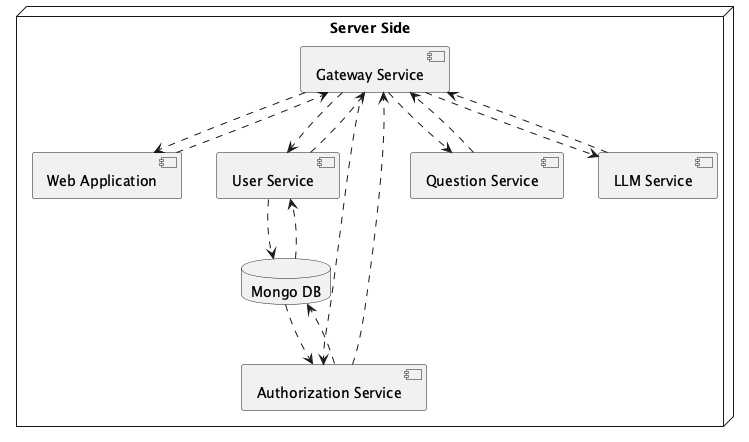 Server Side
Gateway Service
Web Application
User Service
Question Service
LLM Service
Mongo DB
Authorization Service